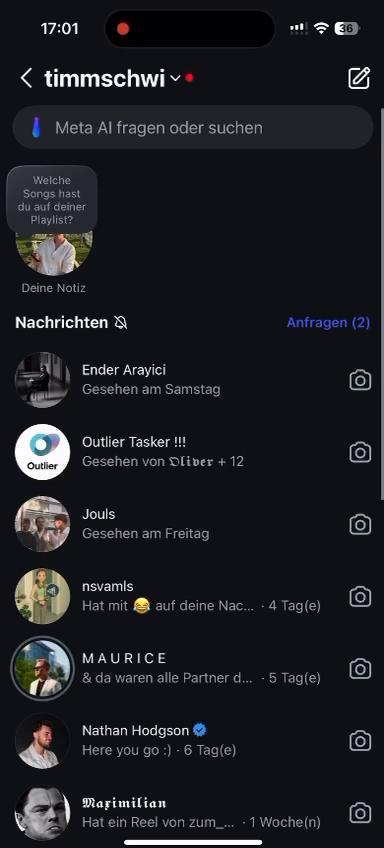 17:01
36
timmschwi
Meta AI fragen oder suchen
Welche
Songs hast
du auf deiner
Playlist?
Deine Notiz
Nachrichten
Anfragen (2)
Ender Arayici
Gesehen am Samstag
Outlier Tasker !!!
Gesehen von 𝕺𝖑𝖎𝖛𝖊𝖗 + 12
Outlier
Jouls
Gesehen am Freitag
nsvamls
Hat mit 😂 auf deine Nac... · 4 Tag(e)
M A U R I C E
& da waren alle Partner d... · 5 Tag(e)
Nathan Hodgson
Here you go :) · 6 Tag(e)
𝕸𝖆𝖝𝖎𝖒𝖎𝖑𝖎𝖆𝖓
Hat ein Reel von zum_... · 1 Woche(n)